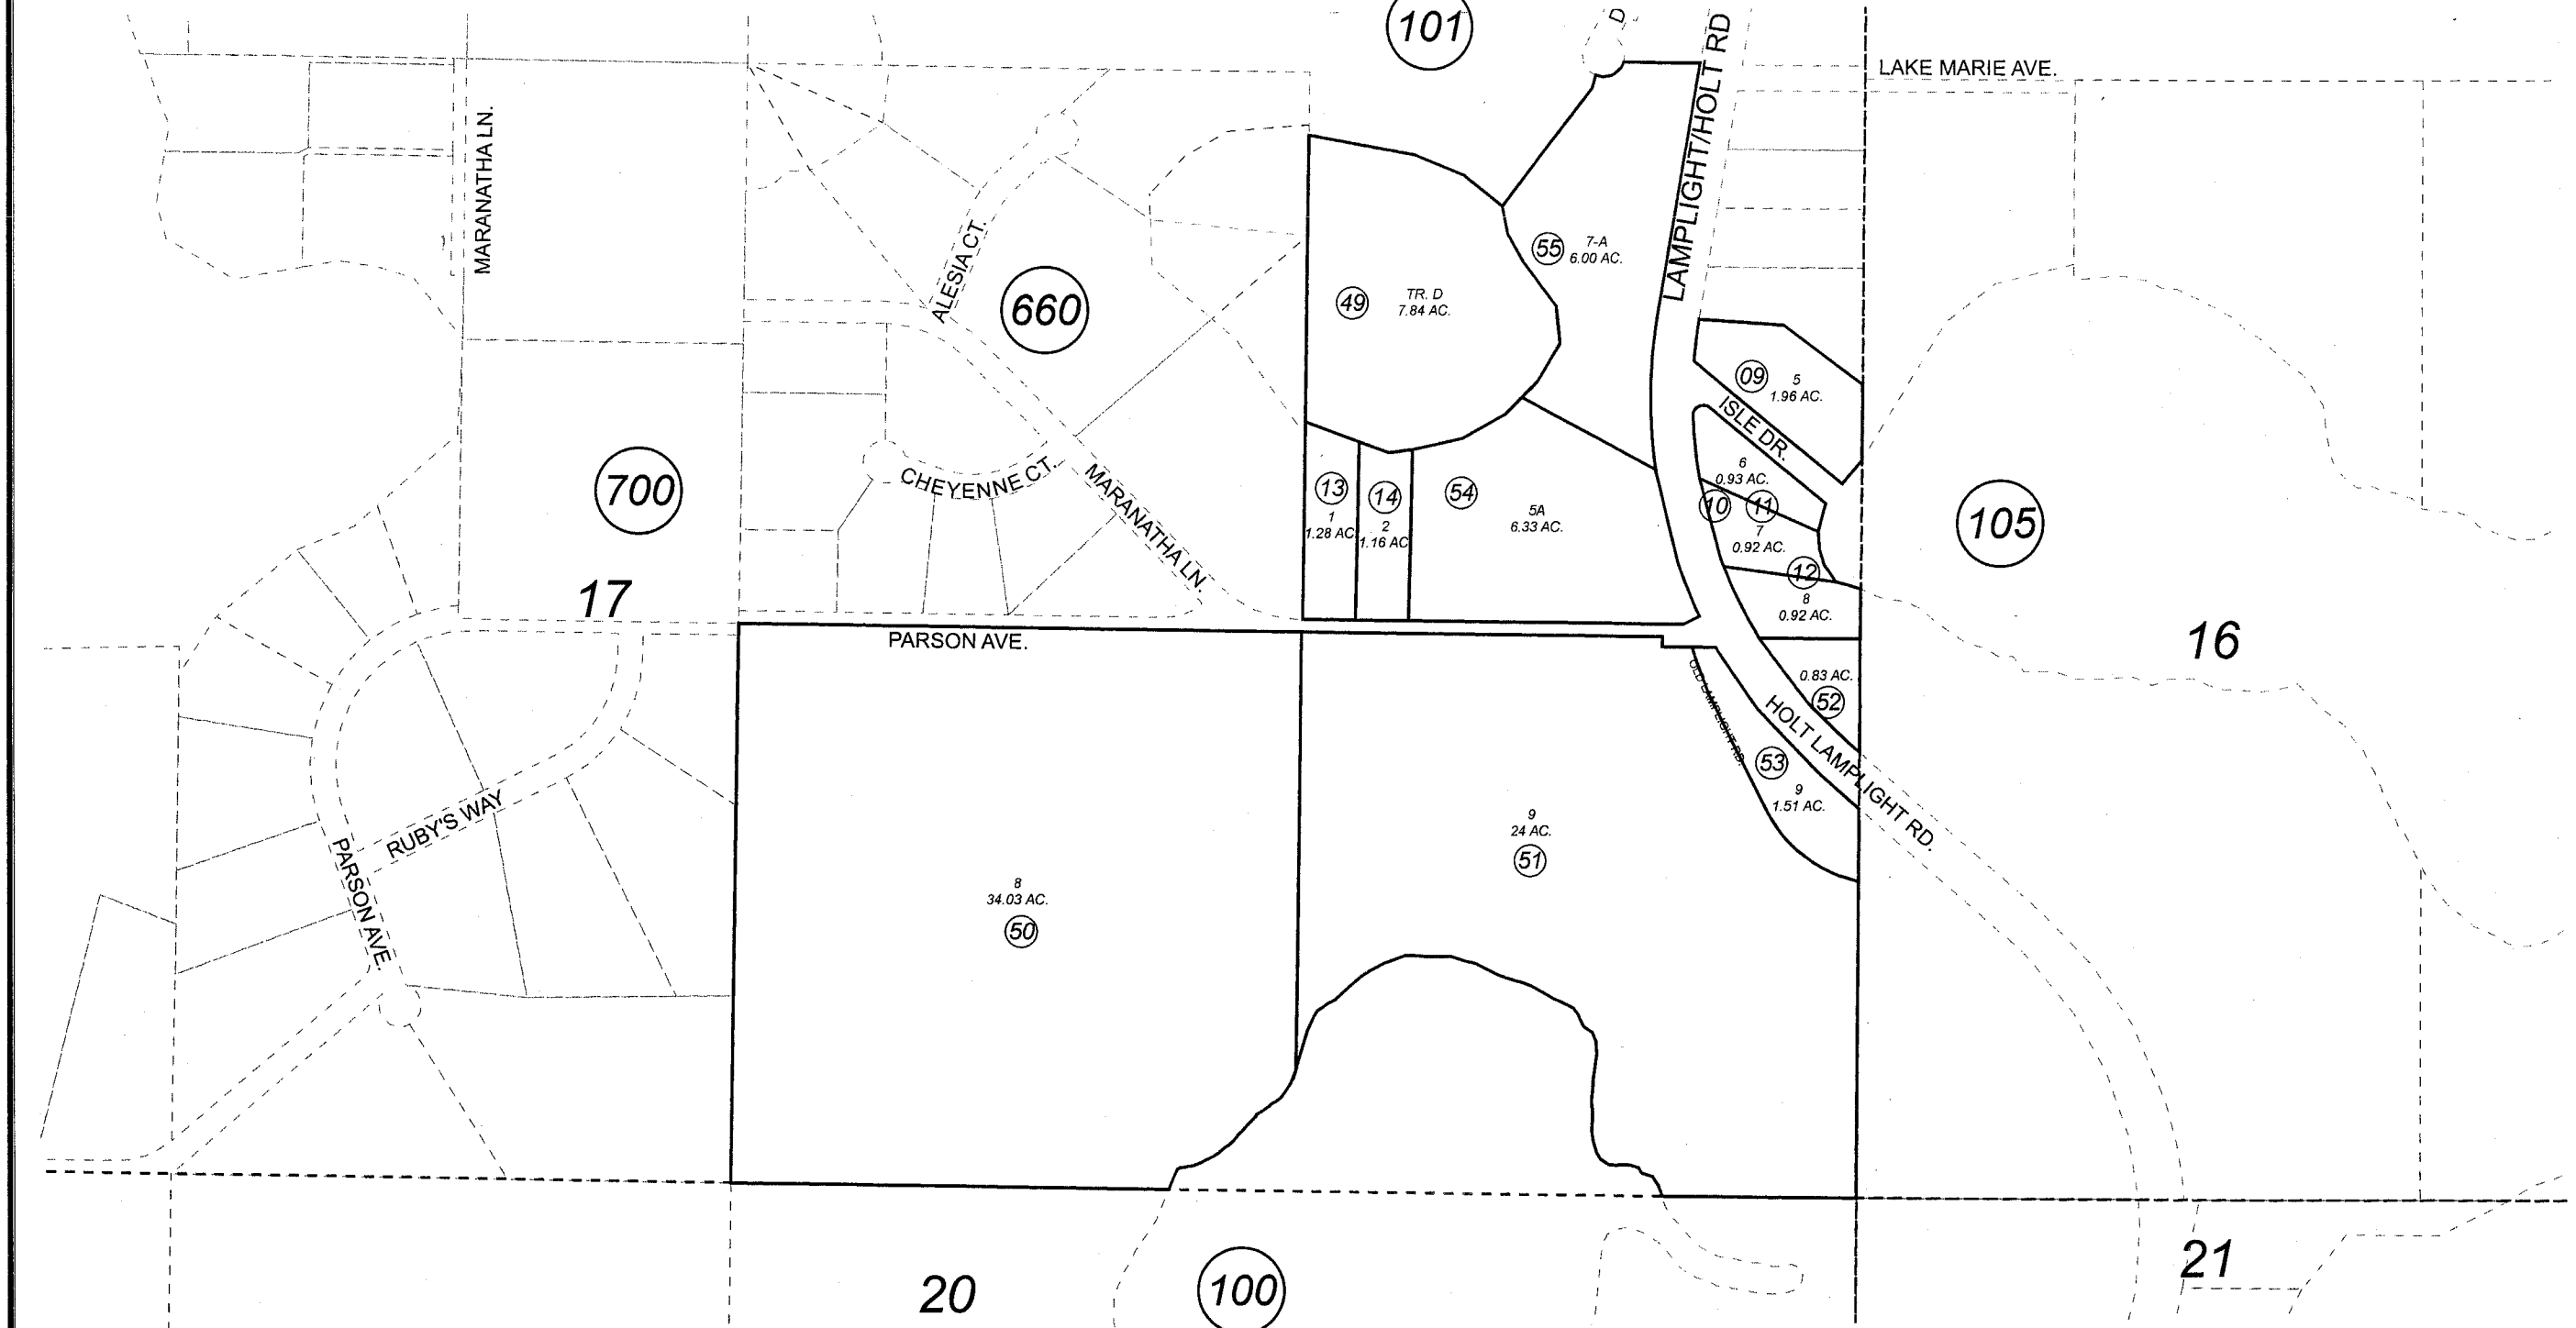 101
D
LAMPLIGHT/HOLT RD
LAKE MARIE AVE.
MARANATHA LN.
ALESIA CT.
660
49
TR. D
7.84 AC.
55
7-A
6.00 AC.
09
5
1.96 AC.
ISLE DR.
700
CHEYENNE CT.
MARANATHA LN.
13
1
1.28 AC
14
2
1.16 AC
54
5A
6.33 AC.
6
0.93 AC.
10
11
7
0.92 AC.
12
8
0.92 AC.
105
17
16
PARSON AVE.
OLD LAMPLIGHT RD.
0.83 AC.
52
HOLT LAMPLIGHT RD.
53
9
1.51 AC.
RUBY'S WAY
PARSON AVE.
9
24 AC.
51
8
34.03 AC.
50
20
100
21